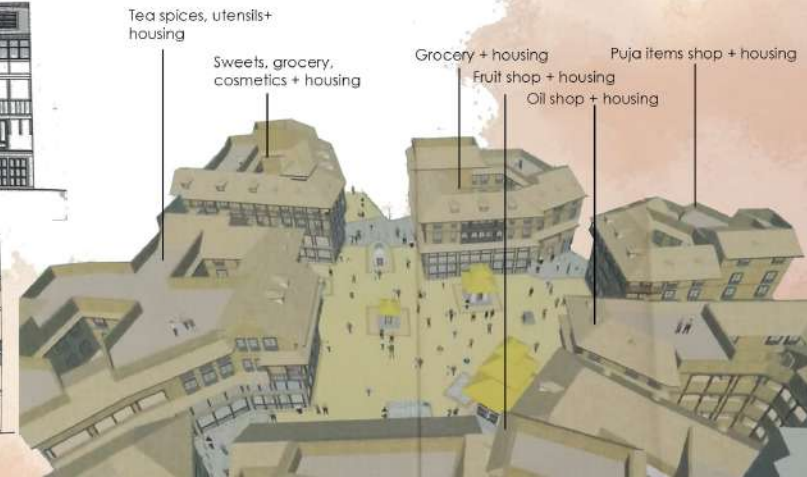 Tea spices, utensils+
housing
Sweets, grocery,
cosmetics + housing
Grocery + housing
Fruit shop + housing
Oil shop + housing
Puja items shop + housing